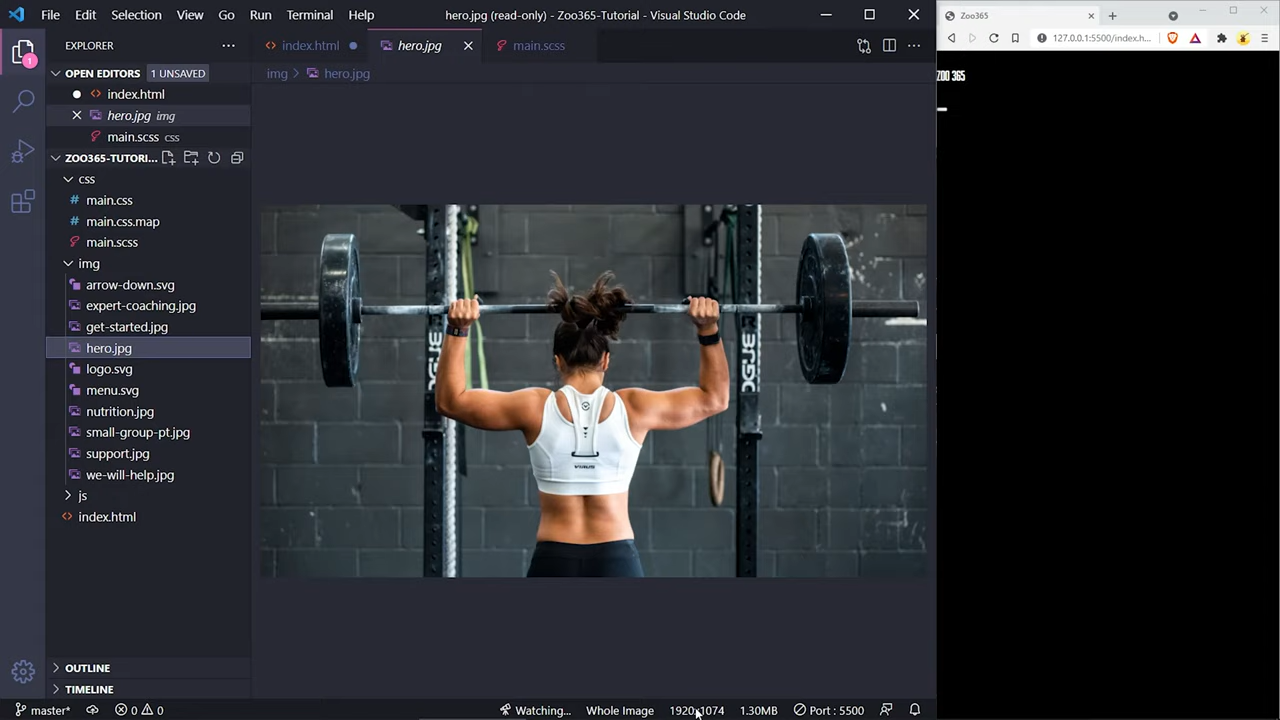 File Edit Selection View Go Run Terminal Help
hero.jpg (read-only) - Zoo365-Tutorial - Visual Studio Code
EXPLORER
OPEN EDITORS 1 UNSAVED
index.html
hero.jpg img
main.scss css
ZOO365-TUTORI...
css
main.css
main.css.map
main.scss
img
arrow-down.svg
expert-coaching.jpg
get-started.jpg
hero.jpg
logo.svg
menu.svg
nutrition.jpg
small-group-pt.jpg
support.jpg
we-will-help.jpg
js
index.html
OUTLINE
TIMELINE
1
index.html hero.jpg main.scss
img > hero.jpg
VIRUS
master* 0 0 Watching... Whole Image 1920x1074 1.30MB Port : 5500
Zoo365
127.0.0.1:5500/index.h...
ZOO 365